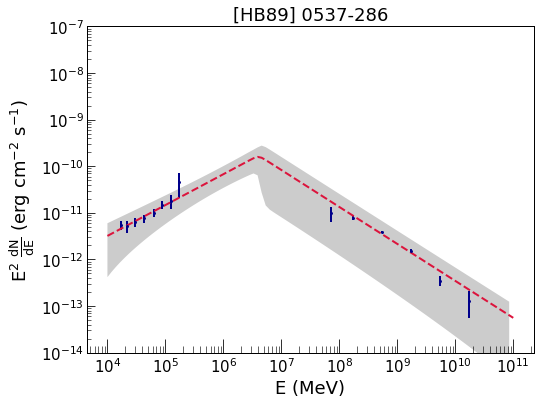 [HB89] 0537-286
E² dN/dE (erg cm⁻² s⁻¹)
10⁻⁷
10⁻⁸
10⁻⁹
10⁻¹⁰
10⁻¹¹
10⁻¹²
10⁻¹³
10⁻¹⁴
10⁴ 10⁵ 10⁶ 10⁷ 10⁸ 10⁹ 10¹⁰ 10¹¹
E (MeV)